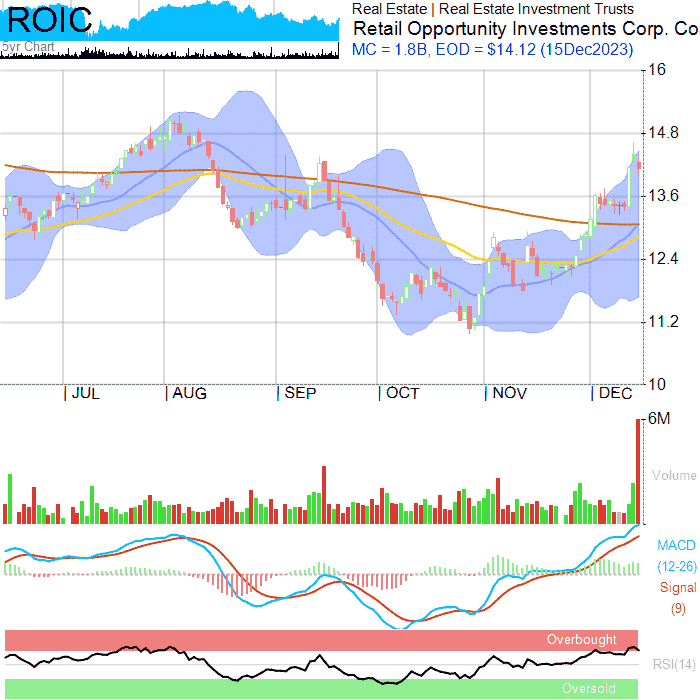 ROIC
5yr Chart
Real Estate | Real Estate Investment Trusts
Retail Opportunity Investments Corp. Co
MC = 1.8B, EOD = $14.12 (15Dec2023)
16
14.8
13.6
12.4
11.2
10
| JUL | AUG | SEP | OCT | NOV | DEC
6M
Volume
MACD
(12-26)
Signal
(9)
Overbought
RSI(14)
Oversold